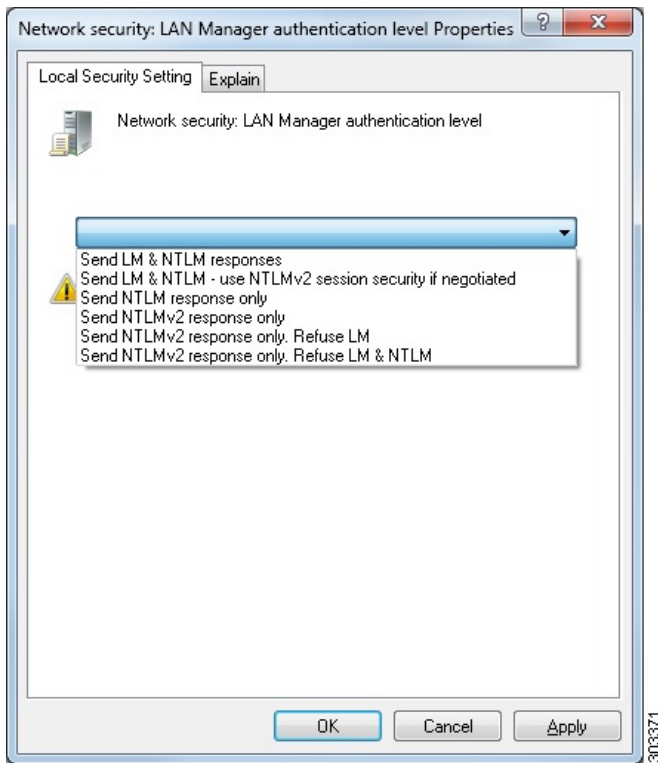 Network security: LAN Manager authentication level Properties
Local Security Setting
Explain
Network security: LAN Manager authentication level
Send LM & NTLM responses
Send LM & NTLM - use NTLMv2 session security if negotiated
Send NTLM response only
Send NTLMv2 response only
Send NTLMv2 response only. Refuse LM
Send NTLMv2 response only. Refuse LM & NTLM
OK
Cancel
Apply
303371